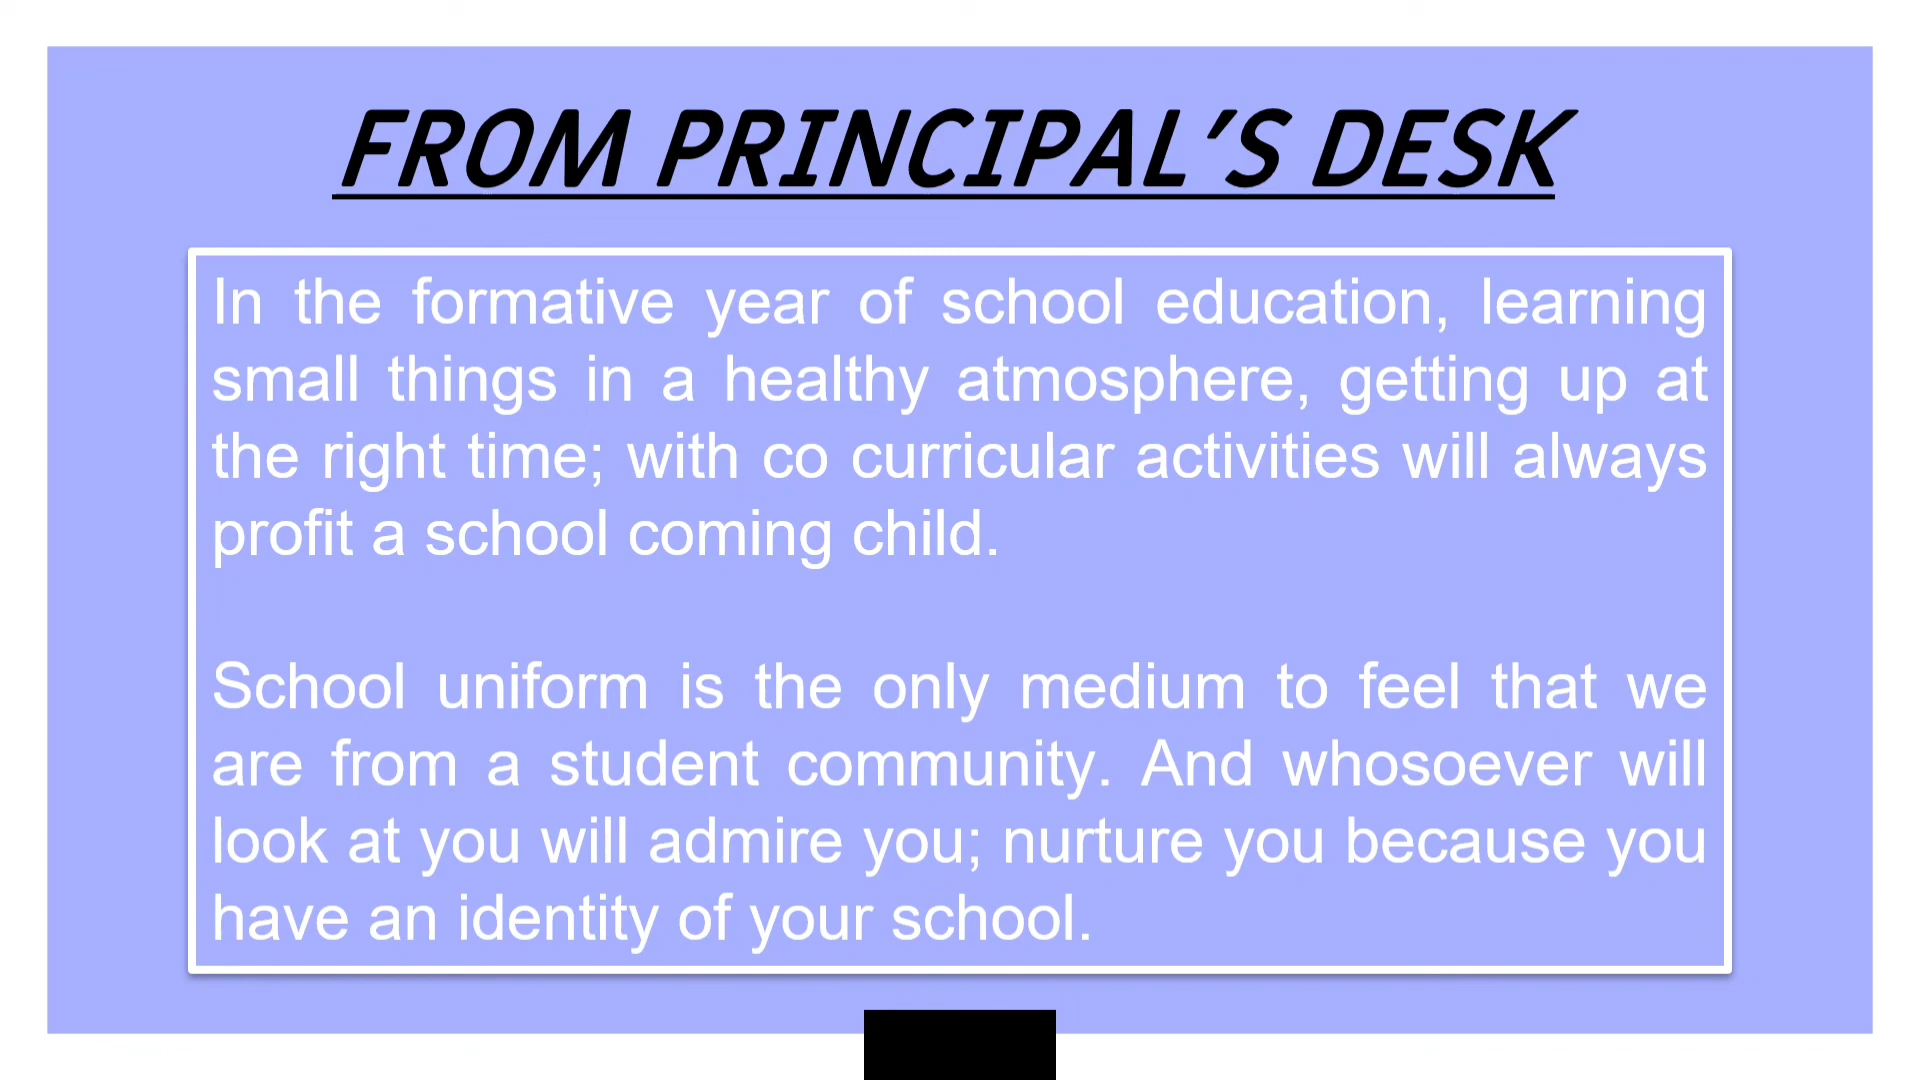 FROM PRINCIPAL’S DESK
In the formative year of school education, learning
small things in a healthy atmosphere, getting up at
the right time; with co curricular activities will always
profit a school coming child.
School uniform is the only medium to feel that we
are from a student community. And whosoever will
look at you will admire you; nurture you because you
have an identity of your school.